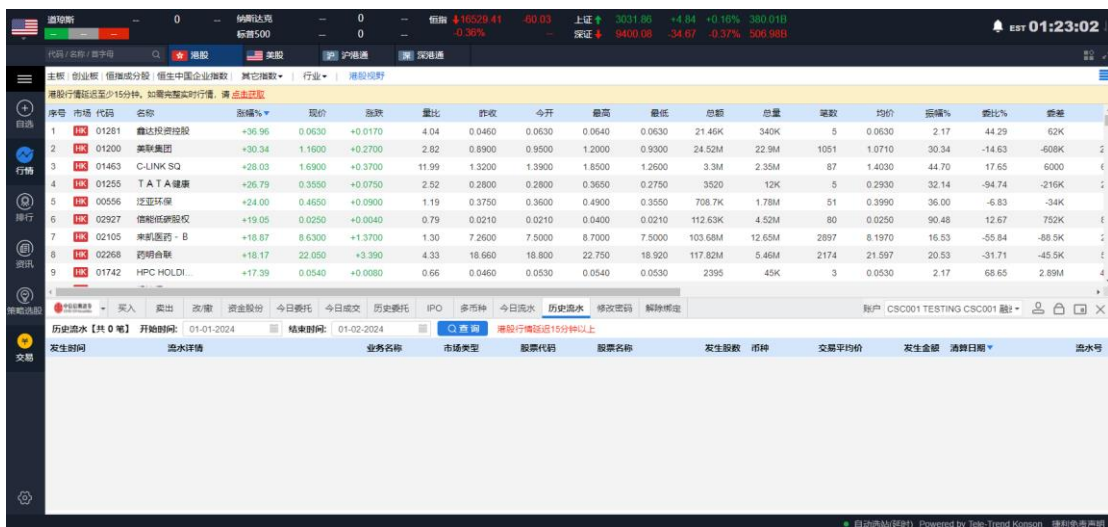 道琼斯 -- 0 -- 纳斯达克 -- 0 -- 恒指 16529.41 -60.03 上证 3031.86 +4.84 +0.16% 380.01B EST 01:23:02
-- -- -- 标普500 -- 0 -- -0.36% -- 深证 9400.08 -34.67 -0.37% 506.98B
代码/名称/首字母 港股 美股 沪 沪港通 深 深港通
主板 创业板 恒指成分股 恒生中国企业指数 其它指数 行业 港股视野
港股行情延迟至少15分钟。如需完整实时行情,请 点击获取
序号 市场 代码 名称 涨幅% 现价 涨跌 量比 昨收 今开 最高 最低 总额 总量 笔数 均价 振幅% 委比% 委差
1 HK 01281 鑫达投资控股 +36.96 0.0630 +0.0170 4.04 0.0460 0.0630 0.0640 0.0630 21.46K 340K 5 0.0630 2.17 44.29 62K
2 HK 01200 美联集团 +30.34 1.1600 +0.2700 2.82 0.8900 0.9500 1.2000 0.9300 24.52M 22.9M 1051 1.0710 30.34 -14.63 -608K
3 HK 01463 C-LINK SQ +28.03 1.6900 +0.3700 11.99 1.3200 1.3900 1.8500 1.2600 3.3M 2.35M 87 1.4030 44.70 17.65 6000
4 HK 01255 TATA健康 +26.79 0.3550 +0.0750 2.52 0.2800 0.2800 0.3650 0.2750 3520 12K 5 0.2930 32.14 -94.74 -216K
5 HK 00556 泛亚环保 +24.00 0.4650 +0.0900 1.19 0.3750 0.3600 0.4900 0.3550 708.7K 1.78M 51 0.3990 36.00 -6.83 -34K
6 HK 02927 信能低碳股权 +19.05 0.0250 +0.0040 0.79 0.0210 0.0210 0.0400 0.0210 112.63K 4.52M 80 0.0250 90.48 12.67 752K
7 HK 02105 来凯医药 - B +18.87 8.6300 +1.3700 1.30 7.2600 7.5000 8.7000 7.5000 103.68M 12.65M 2897 8.1970 16.53 -55.84 -88.5K
8 HK 02268 药明合联 +18.17 22.050 +3.390 4.33 18.660 18.800 22.750 18.920 117.82M 5.46M 2174 21.597 20.53 -31.71 -45.5K
9 HK 01742 HPC HOLDI... +17.39 0.0540 +0.0080 0.66 0.0460 0.0530 0.0540 0.0530 2395 45K 3 0.0530 2.17 68.65 2.89M
自选
行情
排行
资讯
策略选股
交易
买入 卖出 改/撤 资金股份 今日委托 今日成交 历史委托 IPO 多币种 今日流水 历史流水 修改密码 解除绑定 账户 CSC001 TESTING CSC001
历史流水【共 0 笔】 开始时间: 01-01-2024 结束时间: 01-02-2024 查询 港股行情延迟15分钟以上
发生时间 流水详情 业务名称 市场类型 股票代码 股票名称 发生股数 币种 交易平均价 发生金额 清算日期 流水号
自动选站(延时) Powered by Tele-Trend Konson 捷利免责声明